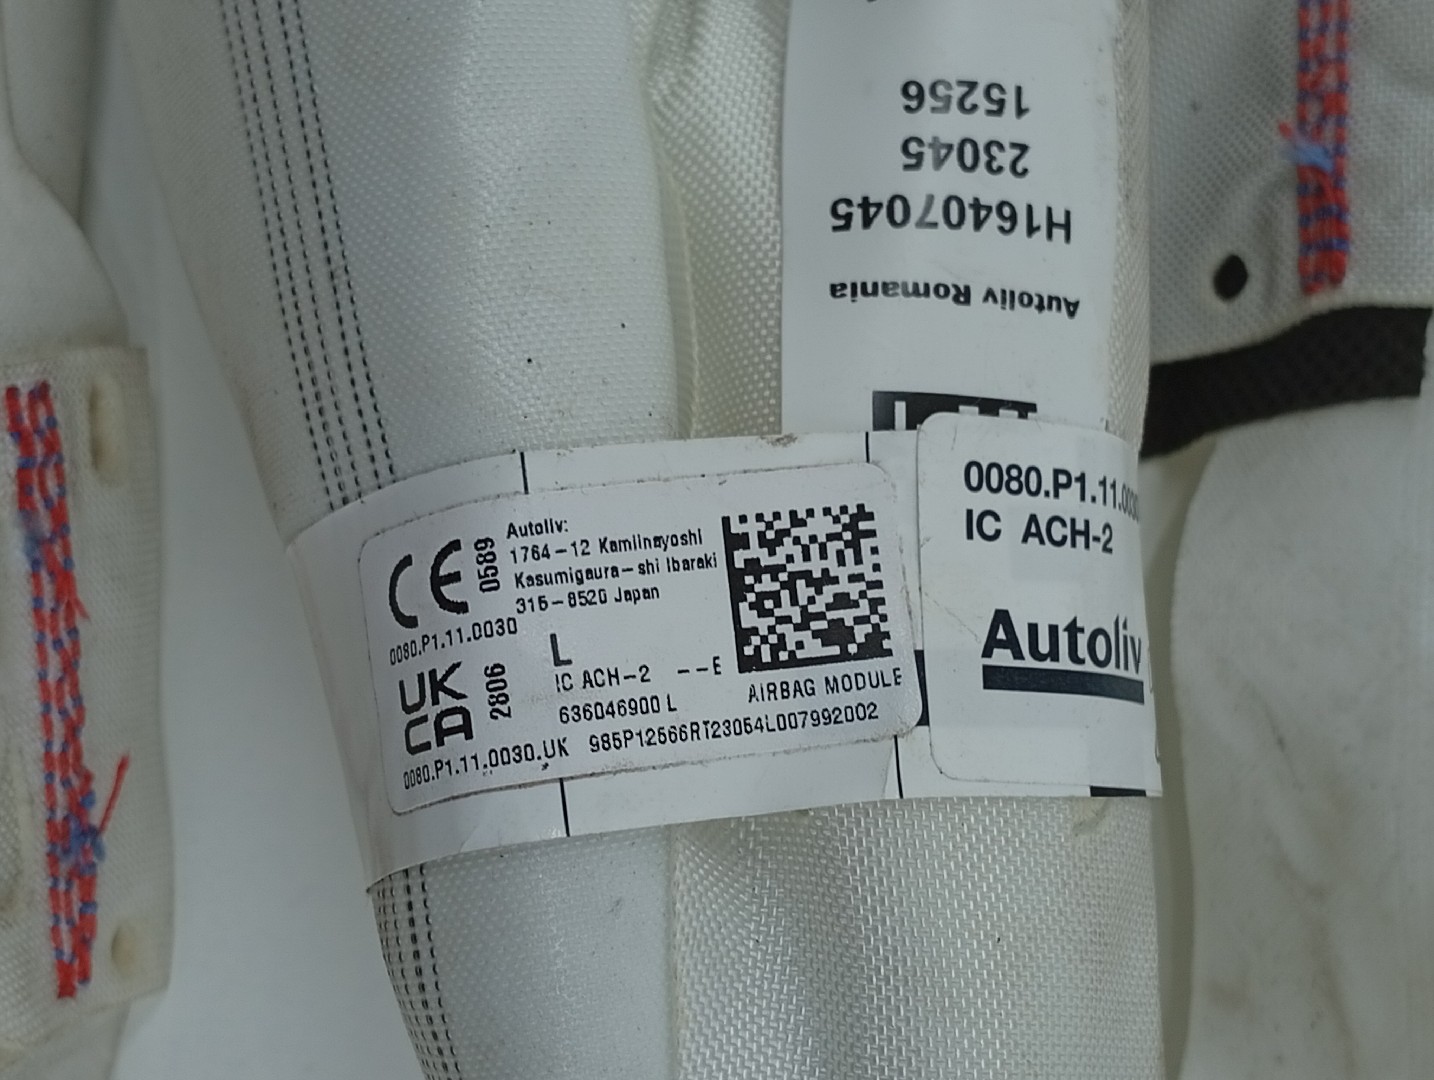 15256
23045
H16407045
Autoliv Romania
CE 0589
Autoliv:
1764-12 Kamiinayoshi
Kasumigaura-shi Ibaraki
315-8520 Japan
0080.P1.11.0030
UK CA 2806
L
IC ACH-2 --E
636046900 L
AIRBAG MODULE
0080.P1.11.0030.UK
985P12566RT23054L007992002
0080.P1.11.0030
IC ACH-2
Autoliv